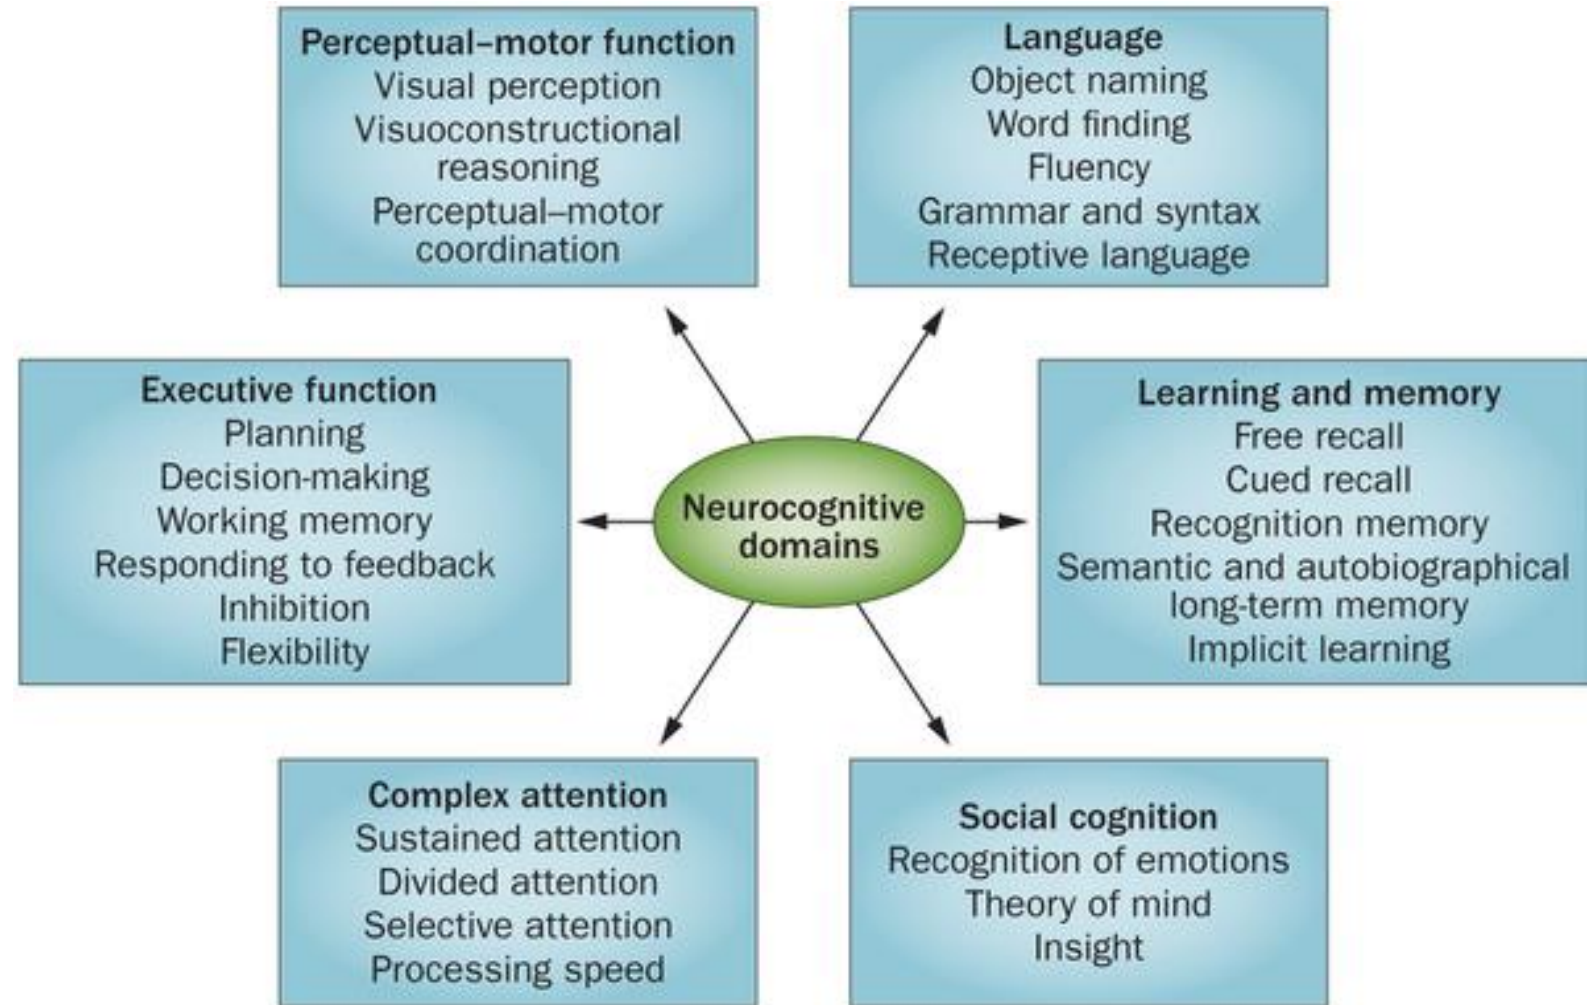 Perceptual–motor function
Visual perception
Visuoconstructional
reasoning
Perceptual–motor
coordination
Language
Object naming
Word finding
Fluency
Grammar and syntax
Receptive language
Executive function
Planning
Decision-making
Working memory
Responding to feedback
Inhibition
Flexibility
Neurocognitive
domains
Learning and memory
Free recall
Cued recall
Recognition memory
Semantic and autobiographical
long-term memory
Implicit learning
Complex attention
Sustained attention
Divided attention
Selective attention
Processing speed
Social cognition
Recognition of emotions
Theory of mind
Insight